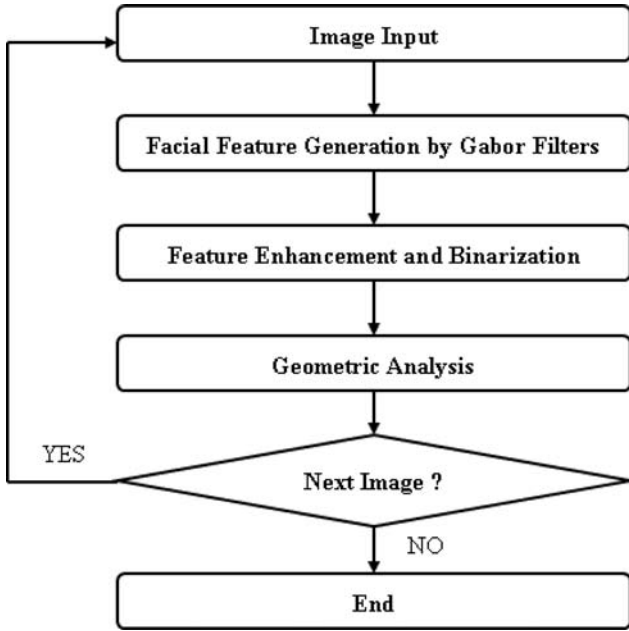 Image Input
Facial Feature Generation by Gabor Filters
Feature Enhancement and Binarization
Geometric Analysis
YES
Next Image ?
NO
End